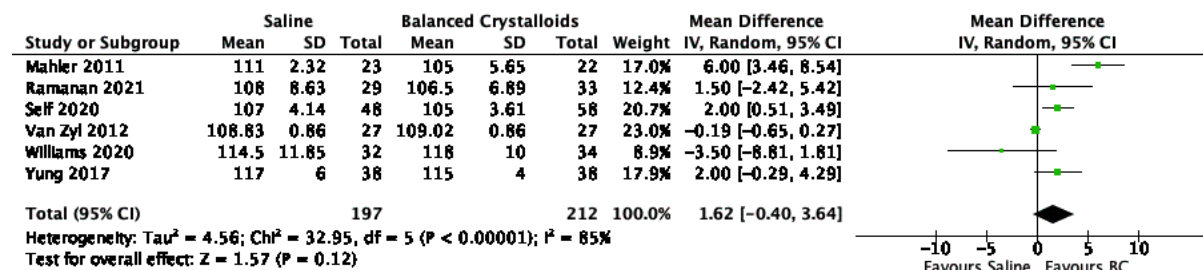 Saline Balanced Crystalloids Mean Difference Mean Difference
Study or Subgroup Mean SD Total Mean SD Total Weight IV, Random, 95% CI IV, Random, 95% CI
Mahler 2011 111 2.32 23 105 5.65 22 17.0% 6.00 [3.46, 8.54]
Ramanan 2021 108 8.63 29 106.5 6.89 33 12.4% 1.50 [-2.42, 5.42]
Self 2020 107 4.14 48 105 3.61 58 20.7% 2.00 [0.51, 3.49]
Van Zyl 2012 108.83 0.86 27 109.02 0.86 27 23.0% -0.19 [-0.65, 0.27]
Williams 2020 114.5 11.85 32 118 10 34 8.9% -3.50 [-8.81, 1.81]
Yung 2017 117 6 38 115 4 38 17.9% 2.00 [-0.29, 4.29]
Total (95% CI) 197 212 100.0% 1.62 [-0.40, 3.64]
Heterogeneity: Tau² = 4.56; Chi² = 32.95, df = 5 (P < 0.00001); I² = 85%
Test for overall effect: Z = 1.57 (P = 0.12)
-10 -5 0 5 10
Favours Saline Favours BC